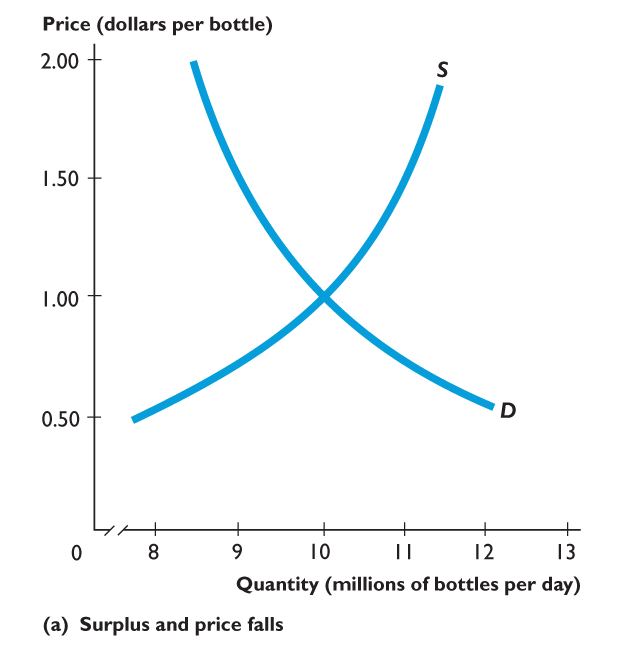 Price (dollars per bottle)
2.00
S
1.50
1.00
0.50
D
0
8 9 10 11 12 13
Quantity (millions of bottles per day)
(a) Surplus and price falls